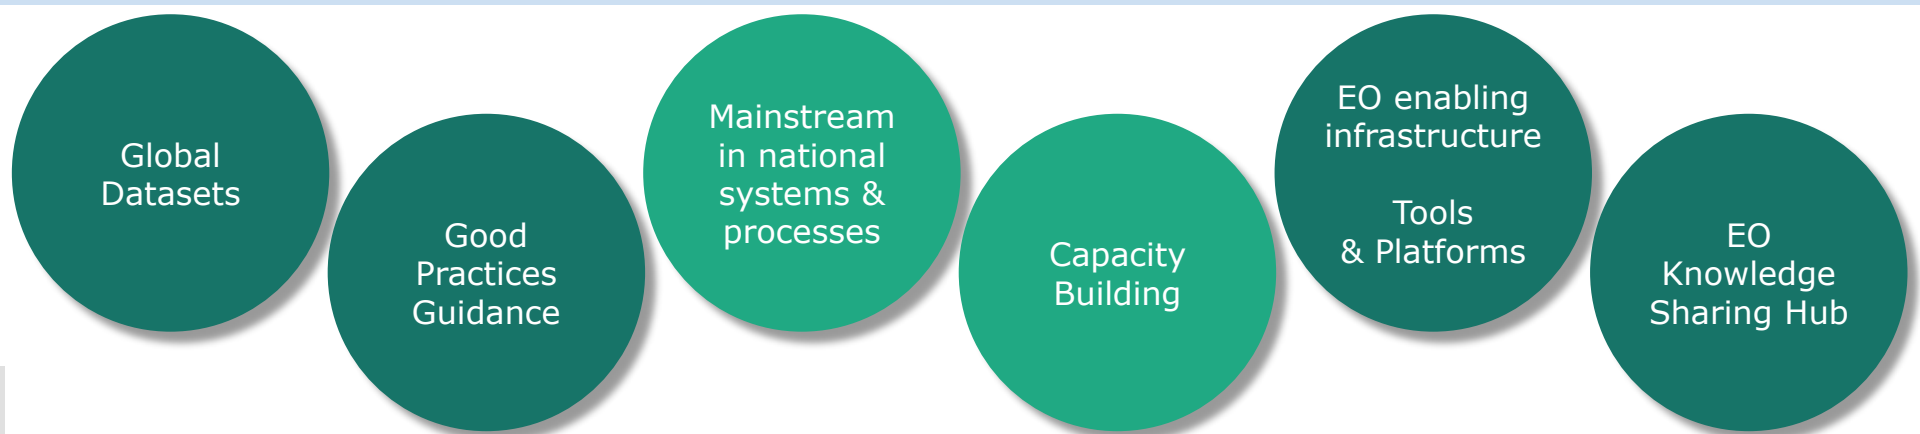 Global
Datasets
Good
Practices
Guidance
Mainstream
in national
systems &
processes
Capacity
Building
EO enabling
infrastructure
Tools
& Platforms
EO
Knowledge
Sharing Hub